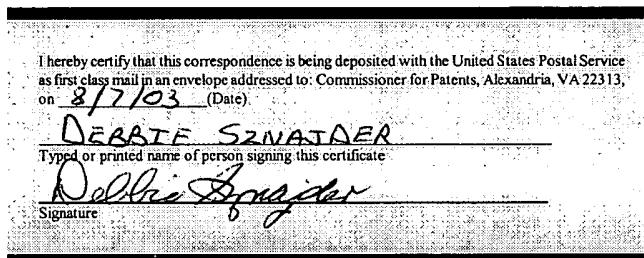 I hereby certify that this correspondence is being deposited with the United States Postal Service
as first class mail in an envelope addressed to: Commissioner for Patents, Alexandria, VA 22313,
on 8/7/03 (Date)
DEBBIE SZNAJDER
Typed or printed name of person signing this certificate
Debbie Sznajder
Signature